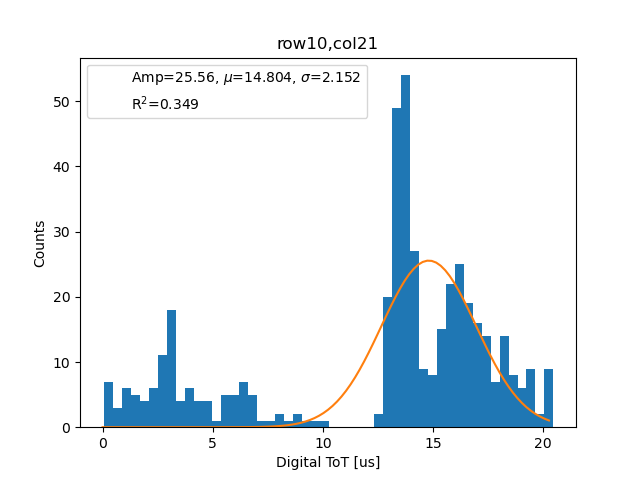 row10,col21
Amp=25.56, μ=14.804, σ=2.152
R²=0.349
Counts
50
40
30
20
10
0
0 5 10 15 20
Digital ToT [us]